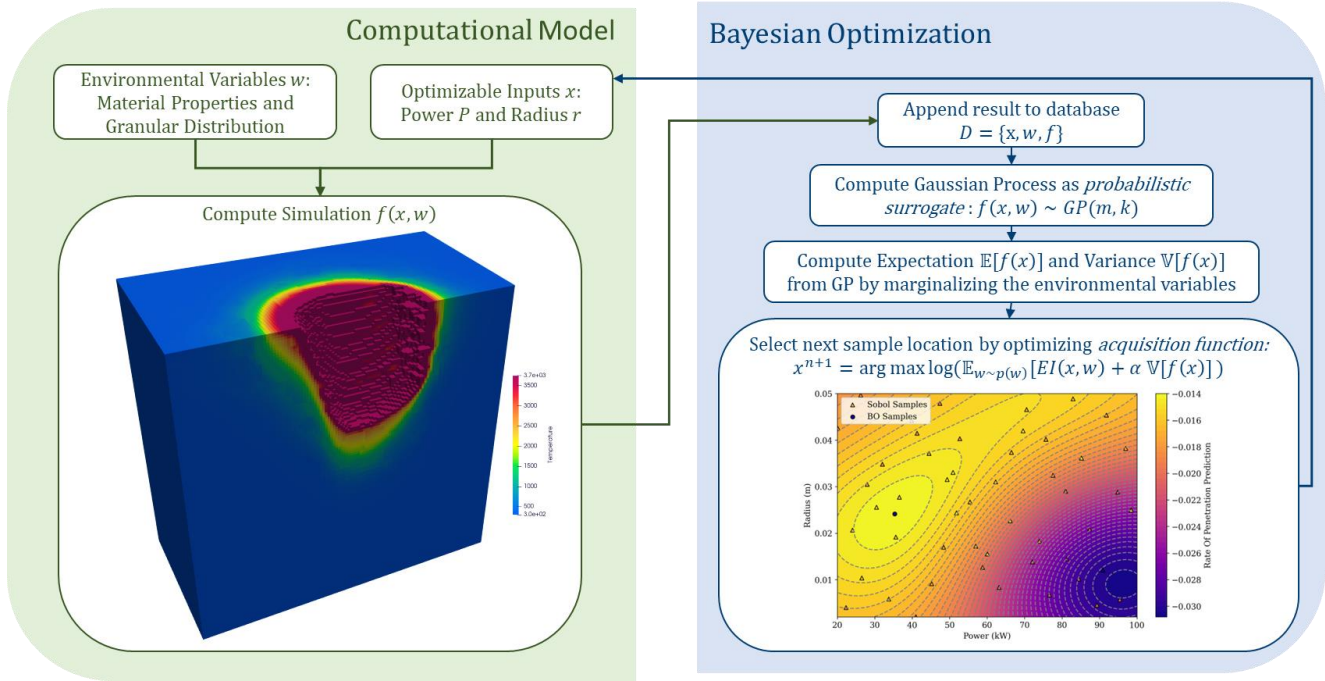 Computational Model
Environmental Variables w:
Material Properties and
Granular Distribution
Optimizable Inputs x:
Power P and Radius r
Compute Simulation f(x, w)
3.7e+03
3500
3000
2500
2000
1500
1000
500
3.0e+02
Temperature
Bayesian Optimization
Append result to database
D = {x, w, f}
Compute Gaussian Process as probabilistic
surrogate : f(x, w) ~ GP(m, k)
Compute Expectation 𝔼[f(x)] and Variance 𝕍[f(x)]
from GP by marginalizing the environmental variables
Select next sample location by optimizing acquisition function:
xⁿ⁺¹ = arg max log(𝔼_{w~p(w)}[EI(x, w) + α 𝕍[f(x)] )
Sobol Samples
BO Samples
0.05
0.04
0.03
0.02
0.01
Radius (m)
20 30 40 50 60 70 80 90 100
Power (kW)
−0.014
−0.016
−0.018
−0.020
−0.022
−0.024
−0.026
−0.028
−0.030
Rate Of Penetration Prediction